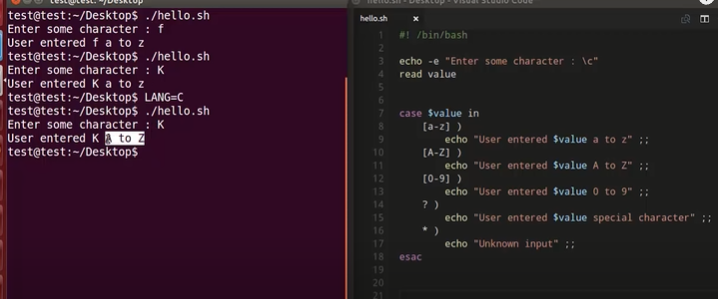 test@test: ~/Desktop
test@test:~/Desktop$ ./hello.sh
Enter some character : f
User entered f a to z
test@test:~/Desktop$ ./hello.sh
Enter some character : K
User entered K a to z
test@test:~/Desktop$ LANG=C
test@test:~/Desktop$ ./hello.sh
Enter some character : K
User entered K A to Z
test@test:~/Desktop$
hello.sh - Desktop - Visual Studio Code
hello.sh ×
1 #! /bin/bash
2
3 echo -e "Enter some character : \c"
4 read value
5
6
7 case $value in
8 [a-z] )
9 echo "User entered $value a to z" ;;
10 [A-Z] )
11 echo "User entered $value A to Z" ;;
12 [0-9] )
13 echo "User entered $value 0 to 9" ;;
14 ? )
15 echo "User entered $value special character" ;;
16 * )
17 echo "Unknown input" ;;
18 esac
19
20
21